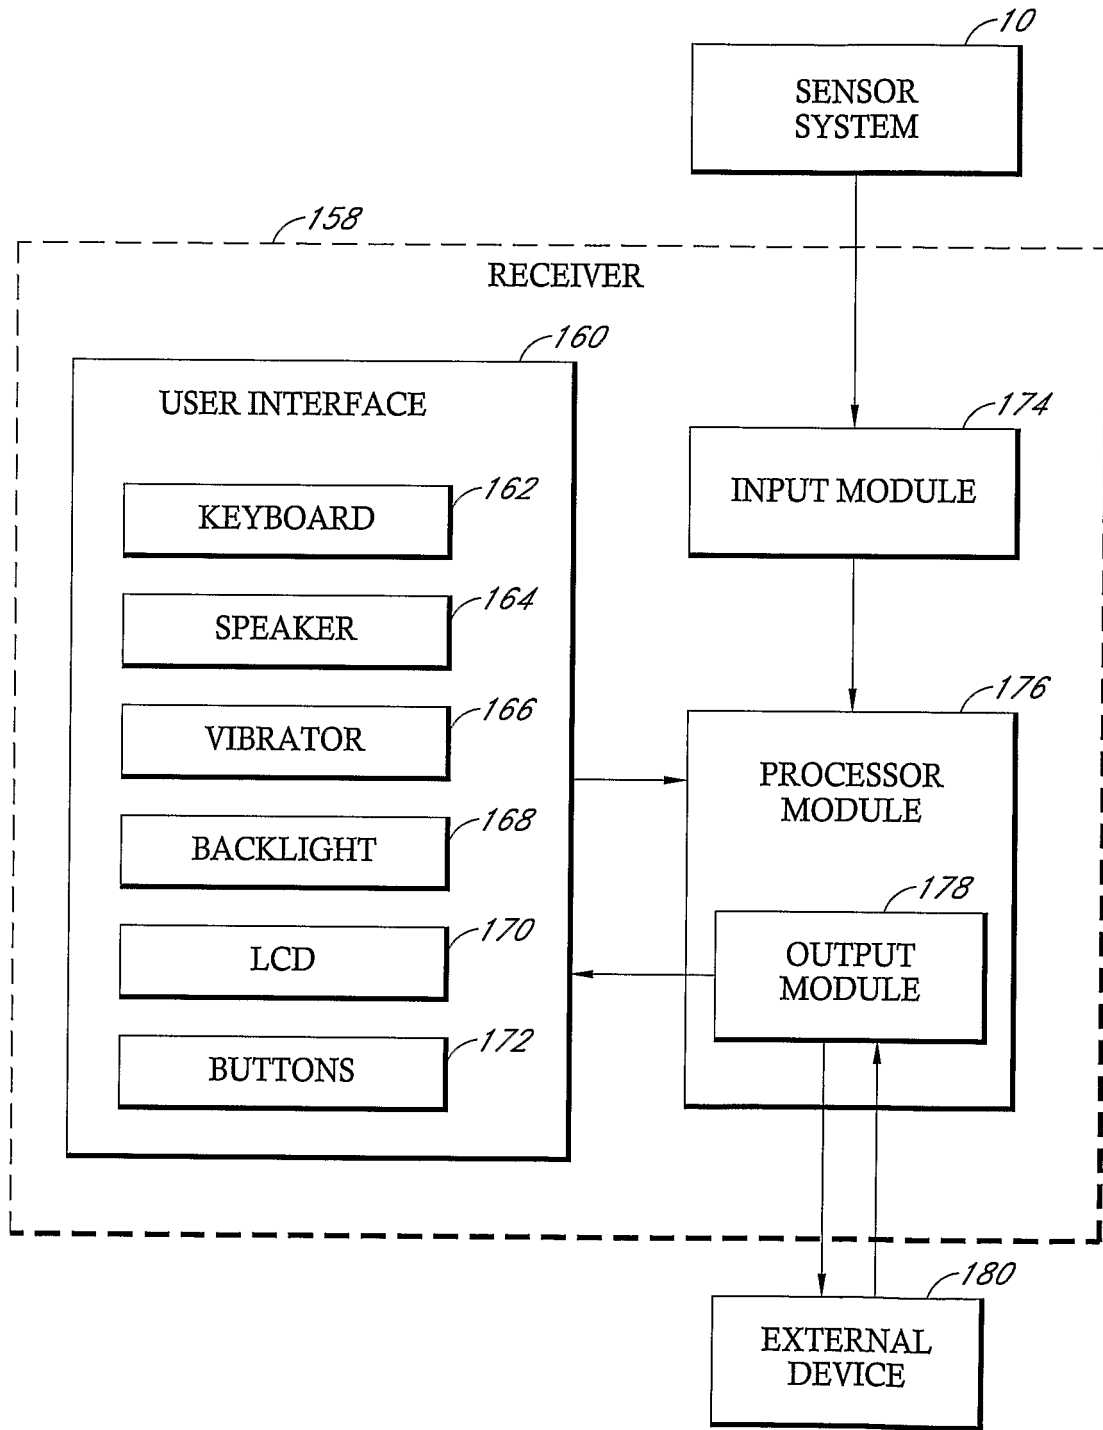 10
SENSOR
SYSTEM
158
RECEIVER
160
USER INTERFACE
162
KEYBOARD
164
SPEAKER
166
VIBRATOR
168
BACKLIGHT
170
LCD
172
BUTTONS
174
INPUT MODULE
176
PROCESSOR
MODULE
178
OUTPUT
MODULE
180
EXTERNAL
DEVICE